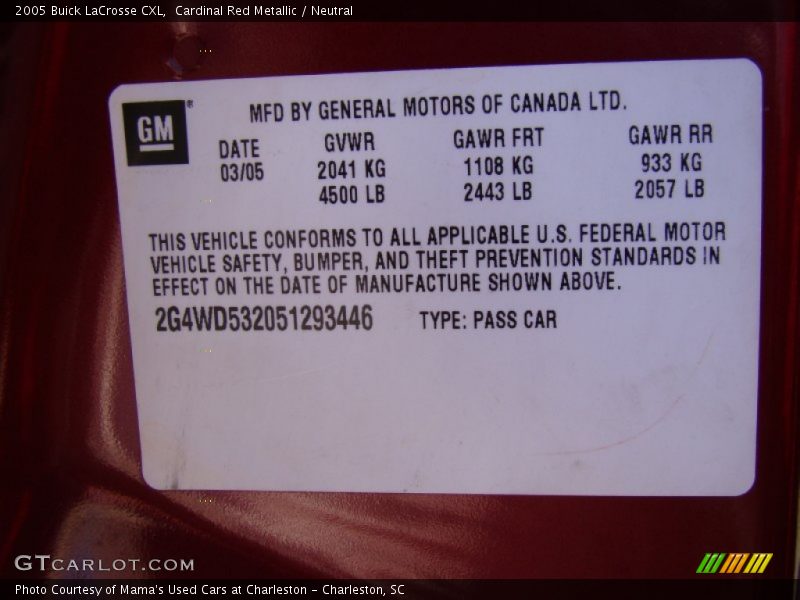 2005 Buick LaCrosse CXL,  Cardinal Red Metallic / Neutral
GM ®
MFD BY GENERAL MOTORS OF CANADA LTD.
DATE GVWR GAWR FRT GAWR RR
03/05 2041 KG 1108 KG 933 KG
4500 LB 2443 LB 2057 LB
THIS VEHICLE CONFORMS TO ALL APPLICABLE U.S. FEDERAL MOTOR
VEHICLE SAFETY, BUMPER, AND THEFT PREVENTION STANDARDS IN
EFFECT ON THE DATE OF MANUFACTURE SHOWN ABOVE.
2G4WD532051293446 TYPE: PASS CAR
GTCARLOT.COM
Photo Courtesy of Mama's Used Cars at Charleston - Charleston, SC